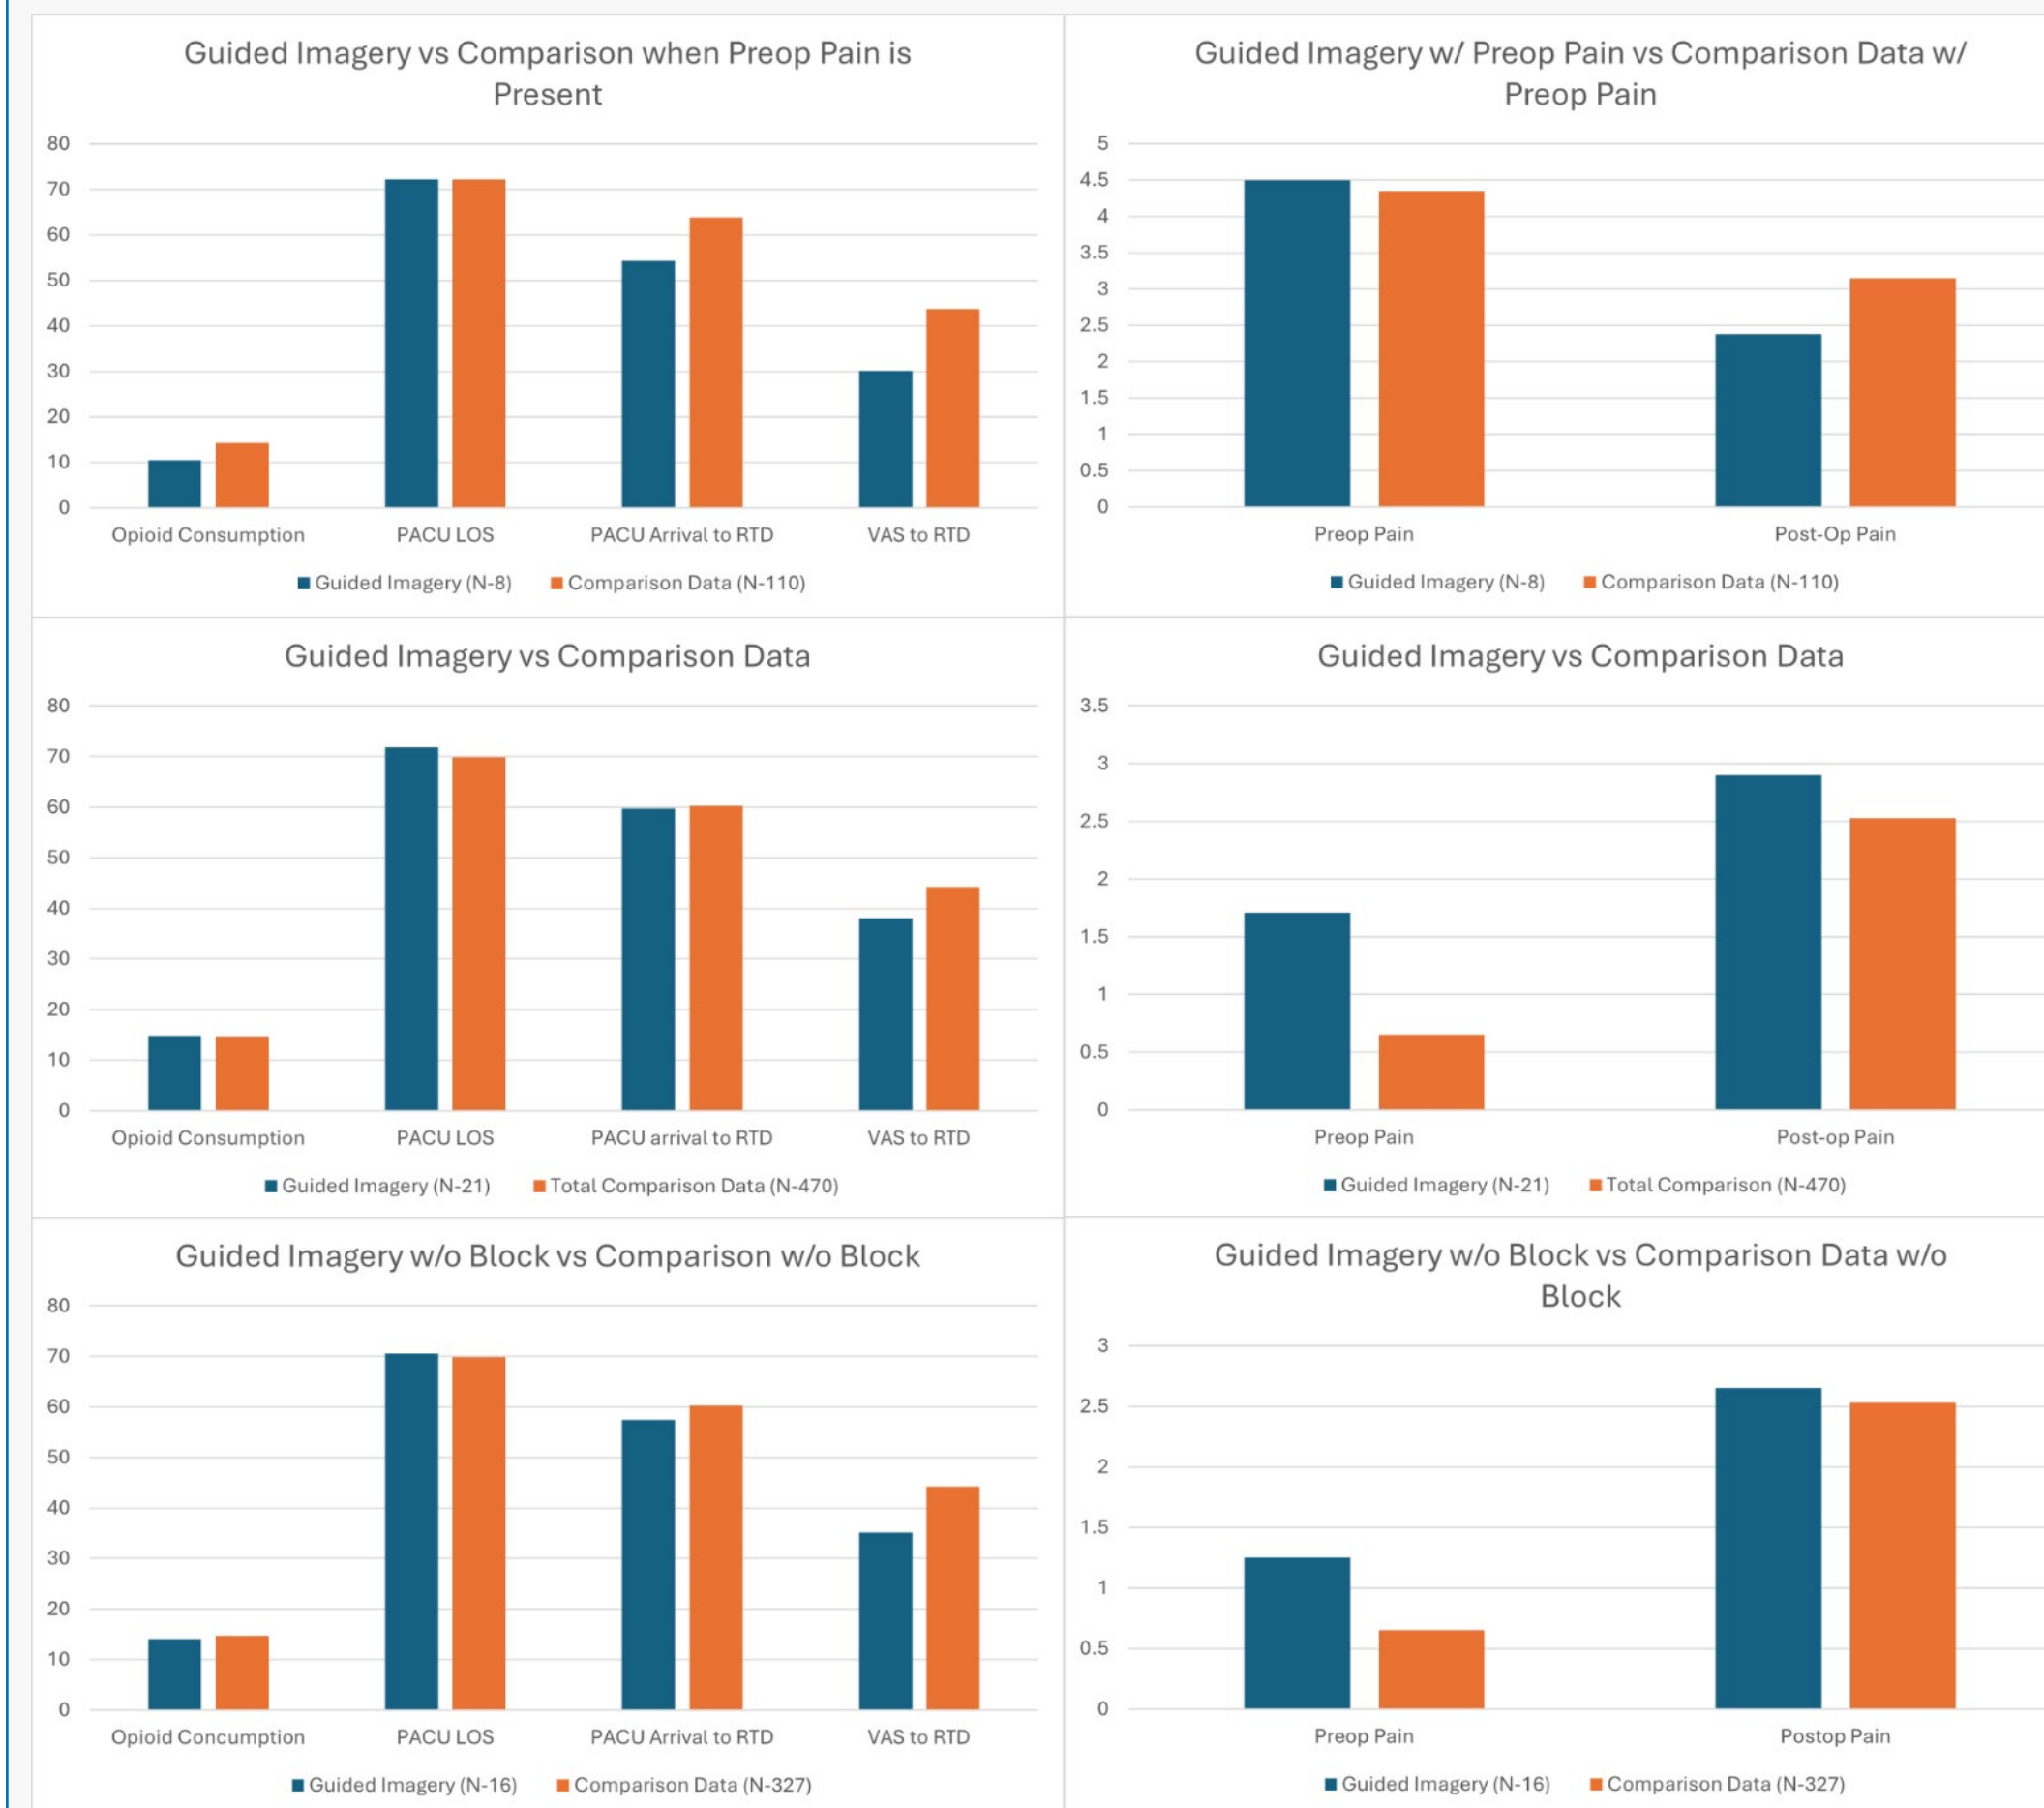 Guided Imagery vs Comparison when Preop Pain is
Present
80
70
60
50
40
30
20
10
0
Opioid Consumption PACU LOS PACU Arrival to RTD VAS to RTD
Guided Imagery (N-8) Comparison Data (N-110)
Guided Imagery w/ Preop Pain vs Comparison Data w/
Preop Pain
5
4.5
4
3.5
3
2.5
2
1.5
1
0.5
0
Preop Pain Post-Op Pain
Guided Imagery (N-8) Comparison Data (N-110)
Guided Imagery vs Comparison Data
80
70
60
50
40
30
20
10
0
Opioid Consumption PACU LOS PACU arrival to RTD VAS to RTD
Guided Imagery (N-21) Total Comparison Data (N-470)
Guided Imagery vs Comparison Data
3.5
3
2.5
2
1.5
1
0.5
0
Preop Pain Post-op Pain
Guided Imagery (N-21) Total Comparison (N-470)
Guided Imagery w/o Block vs Comparison w/o Block
80
70
60
50
40
30
20
10
0
Opioid Concumption PACU LOS PACU Arrival to RTD VAS to RTD
Guided Imagery (N-16) Comparison Data (N-327)
Guided Imagery w/o Block vs Comparison Data w/o
Block
3
2.5
2
1.5
1
0.5
0
Preop Pain Postop Pain
Guided Imagery (N-16) Comparison Data (N-327)